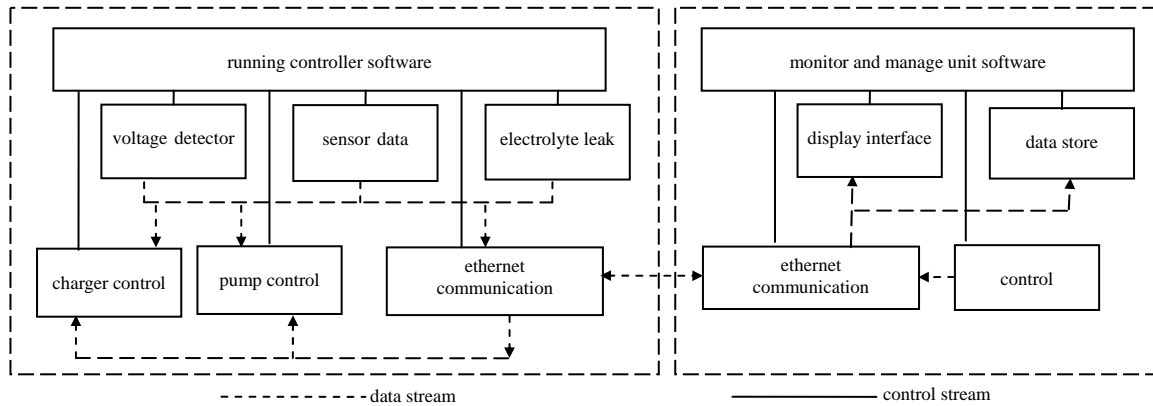 running controller software
monitor and manage unit software
voltage detector
sensor data
electrolyte leak
display interface
data store
charger control
pump control
ethernet
communication
ethernet
communication
control
data stream
control stream